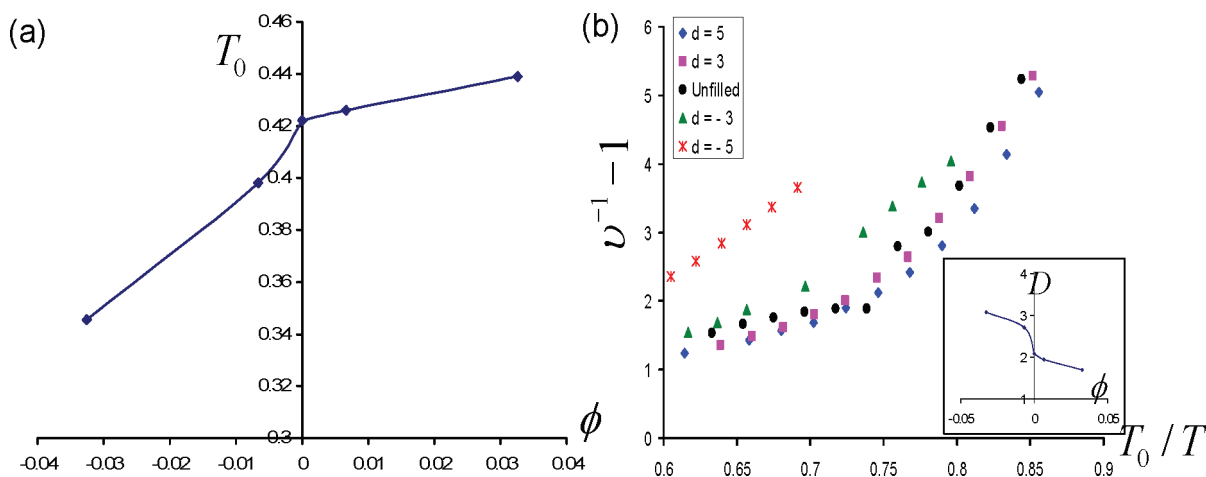 (a)
T₀
0.46
0.44
0.42
0.4
0.38
0.36
0.34
0.32
0.3
-0.04 -0.03 -0.02 -0.01 0 0.01 0.02 0.03 0.04
ϕ
(b)
υ⁻¹ − 1
6
5
4
3
2
1
0
d = 5
d = 3
Unfilled
d = - 3
d = - 5
4
D
3
2
1
ϕ
-0.05 0 0.05
0.6 0.65 0.7 0.75 0.8 0.85 0.9
T₀ / T